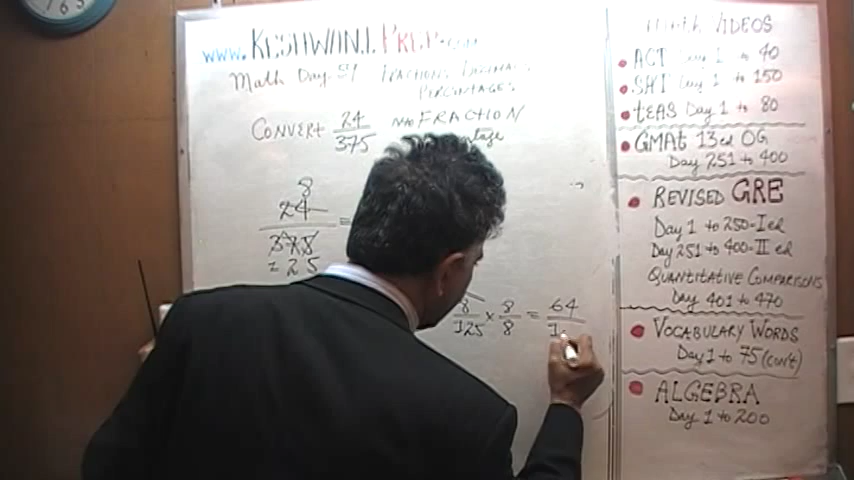 www.KESHWANI PREP.com
Math Day 51 FRACTIONS, Decimals,
PERCENTAGES
CONVERT 24/375 into FRACTION
8
24
375
125
8/125 × 8/8 = 64/1
Math VIDEOS
ACT Day 1 to 40
SAT Day 1 to 150
tEAS Day 1 to 80
GMAt 13ed OG
Day 251 to 400
REVISED GRE
Day 1 to 250-I ed
Day 251 to 400-II ed
QUANTITATIVE COMPARISONS
Day 401 to 470
VOCABULARY WORDS
Day 1 to 75 (con't)
ALGEBRA
Day 1 to 200